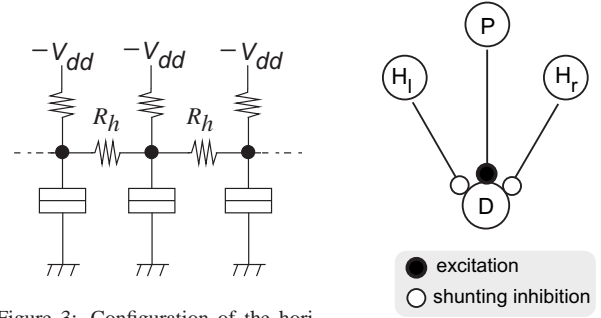 -V_dd -V_dd -V_dd
R_h R_h
P
H_l H_r
D
excitation
shunting inhibition
Figure 3: Configuration of the hori-